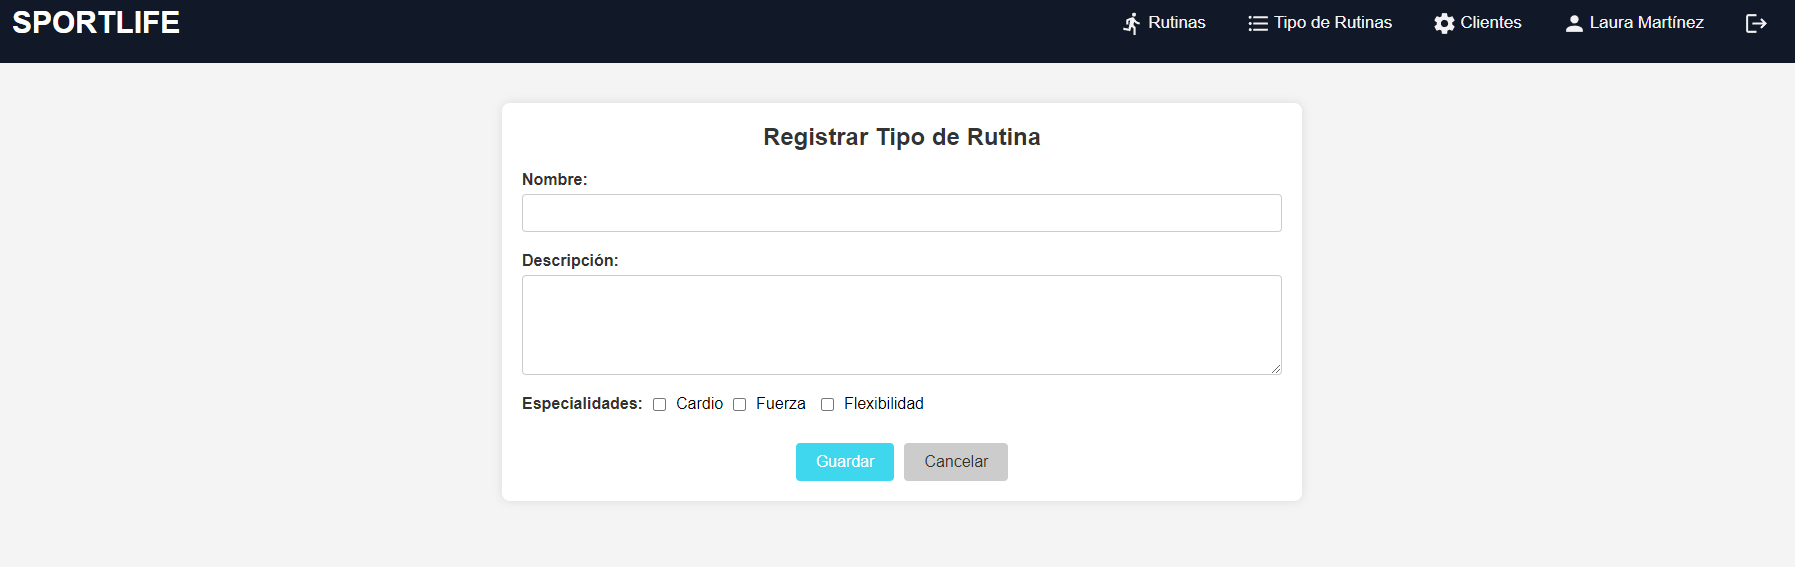 SPORTLIFE Rutinas Tipo de Rutinas Clientes Laura Martínez
Registrar Tipo de Rutina
Nombre:
Descripción:
Especialidades: Cardio Fuerza Flexibilidad
Guardar Cancelar